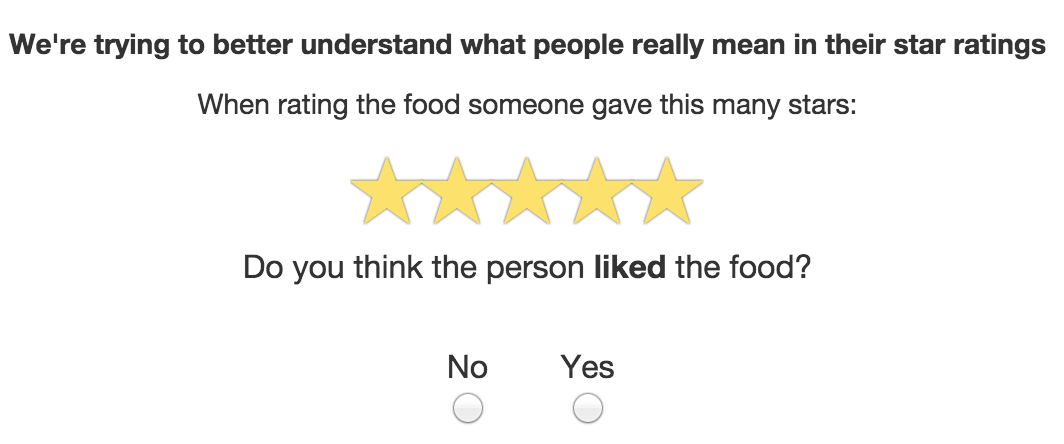 We're trying to better understand what people really mean in their star ratings
When rating the food someone gave this many stars:
Do you think the person liked the food?
No Yes